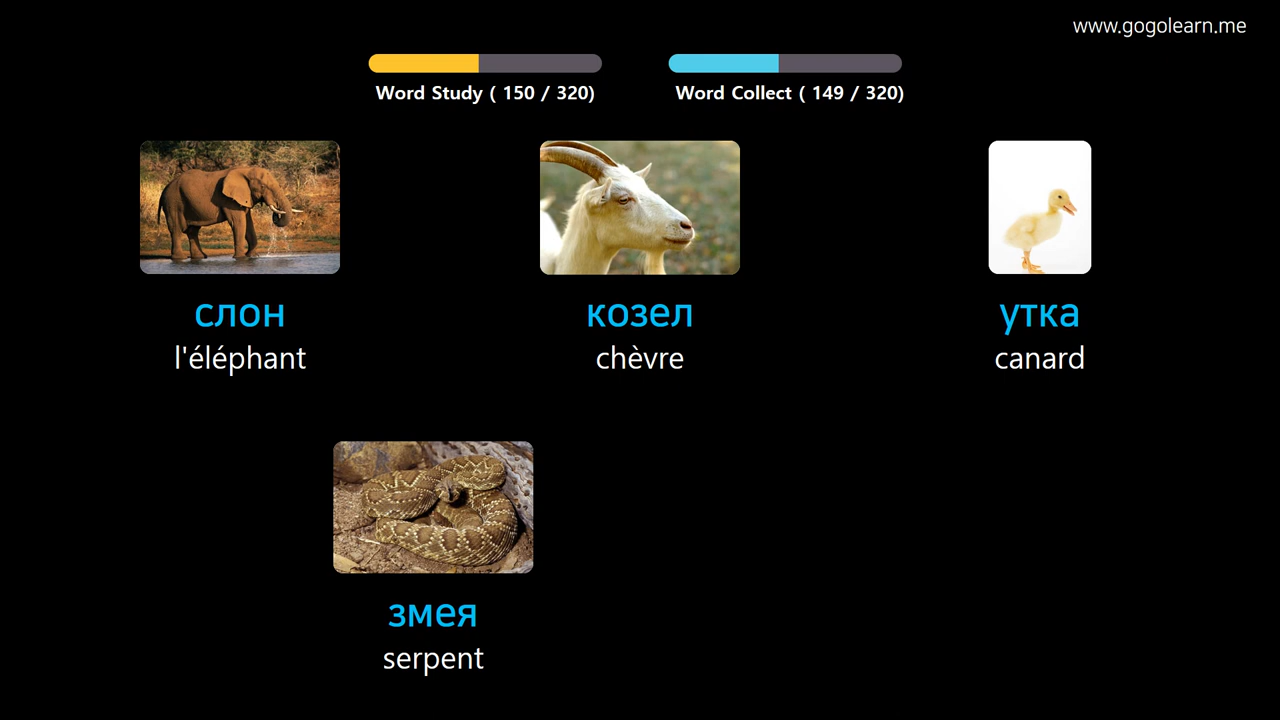 www.gogolearn.me
Word Study ( 150 / 320)
Word Collect ( 149 / 320)
слон
l'éléphant
козел
chèvre
утка
canard
змея
serpent